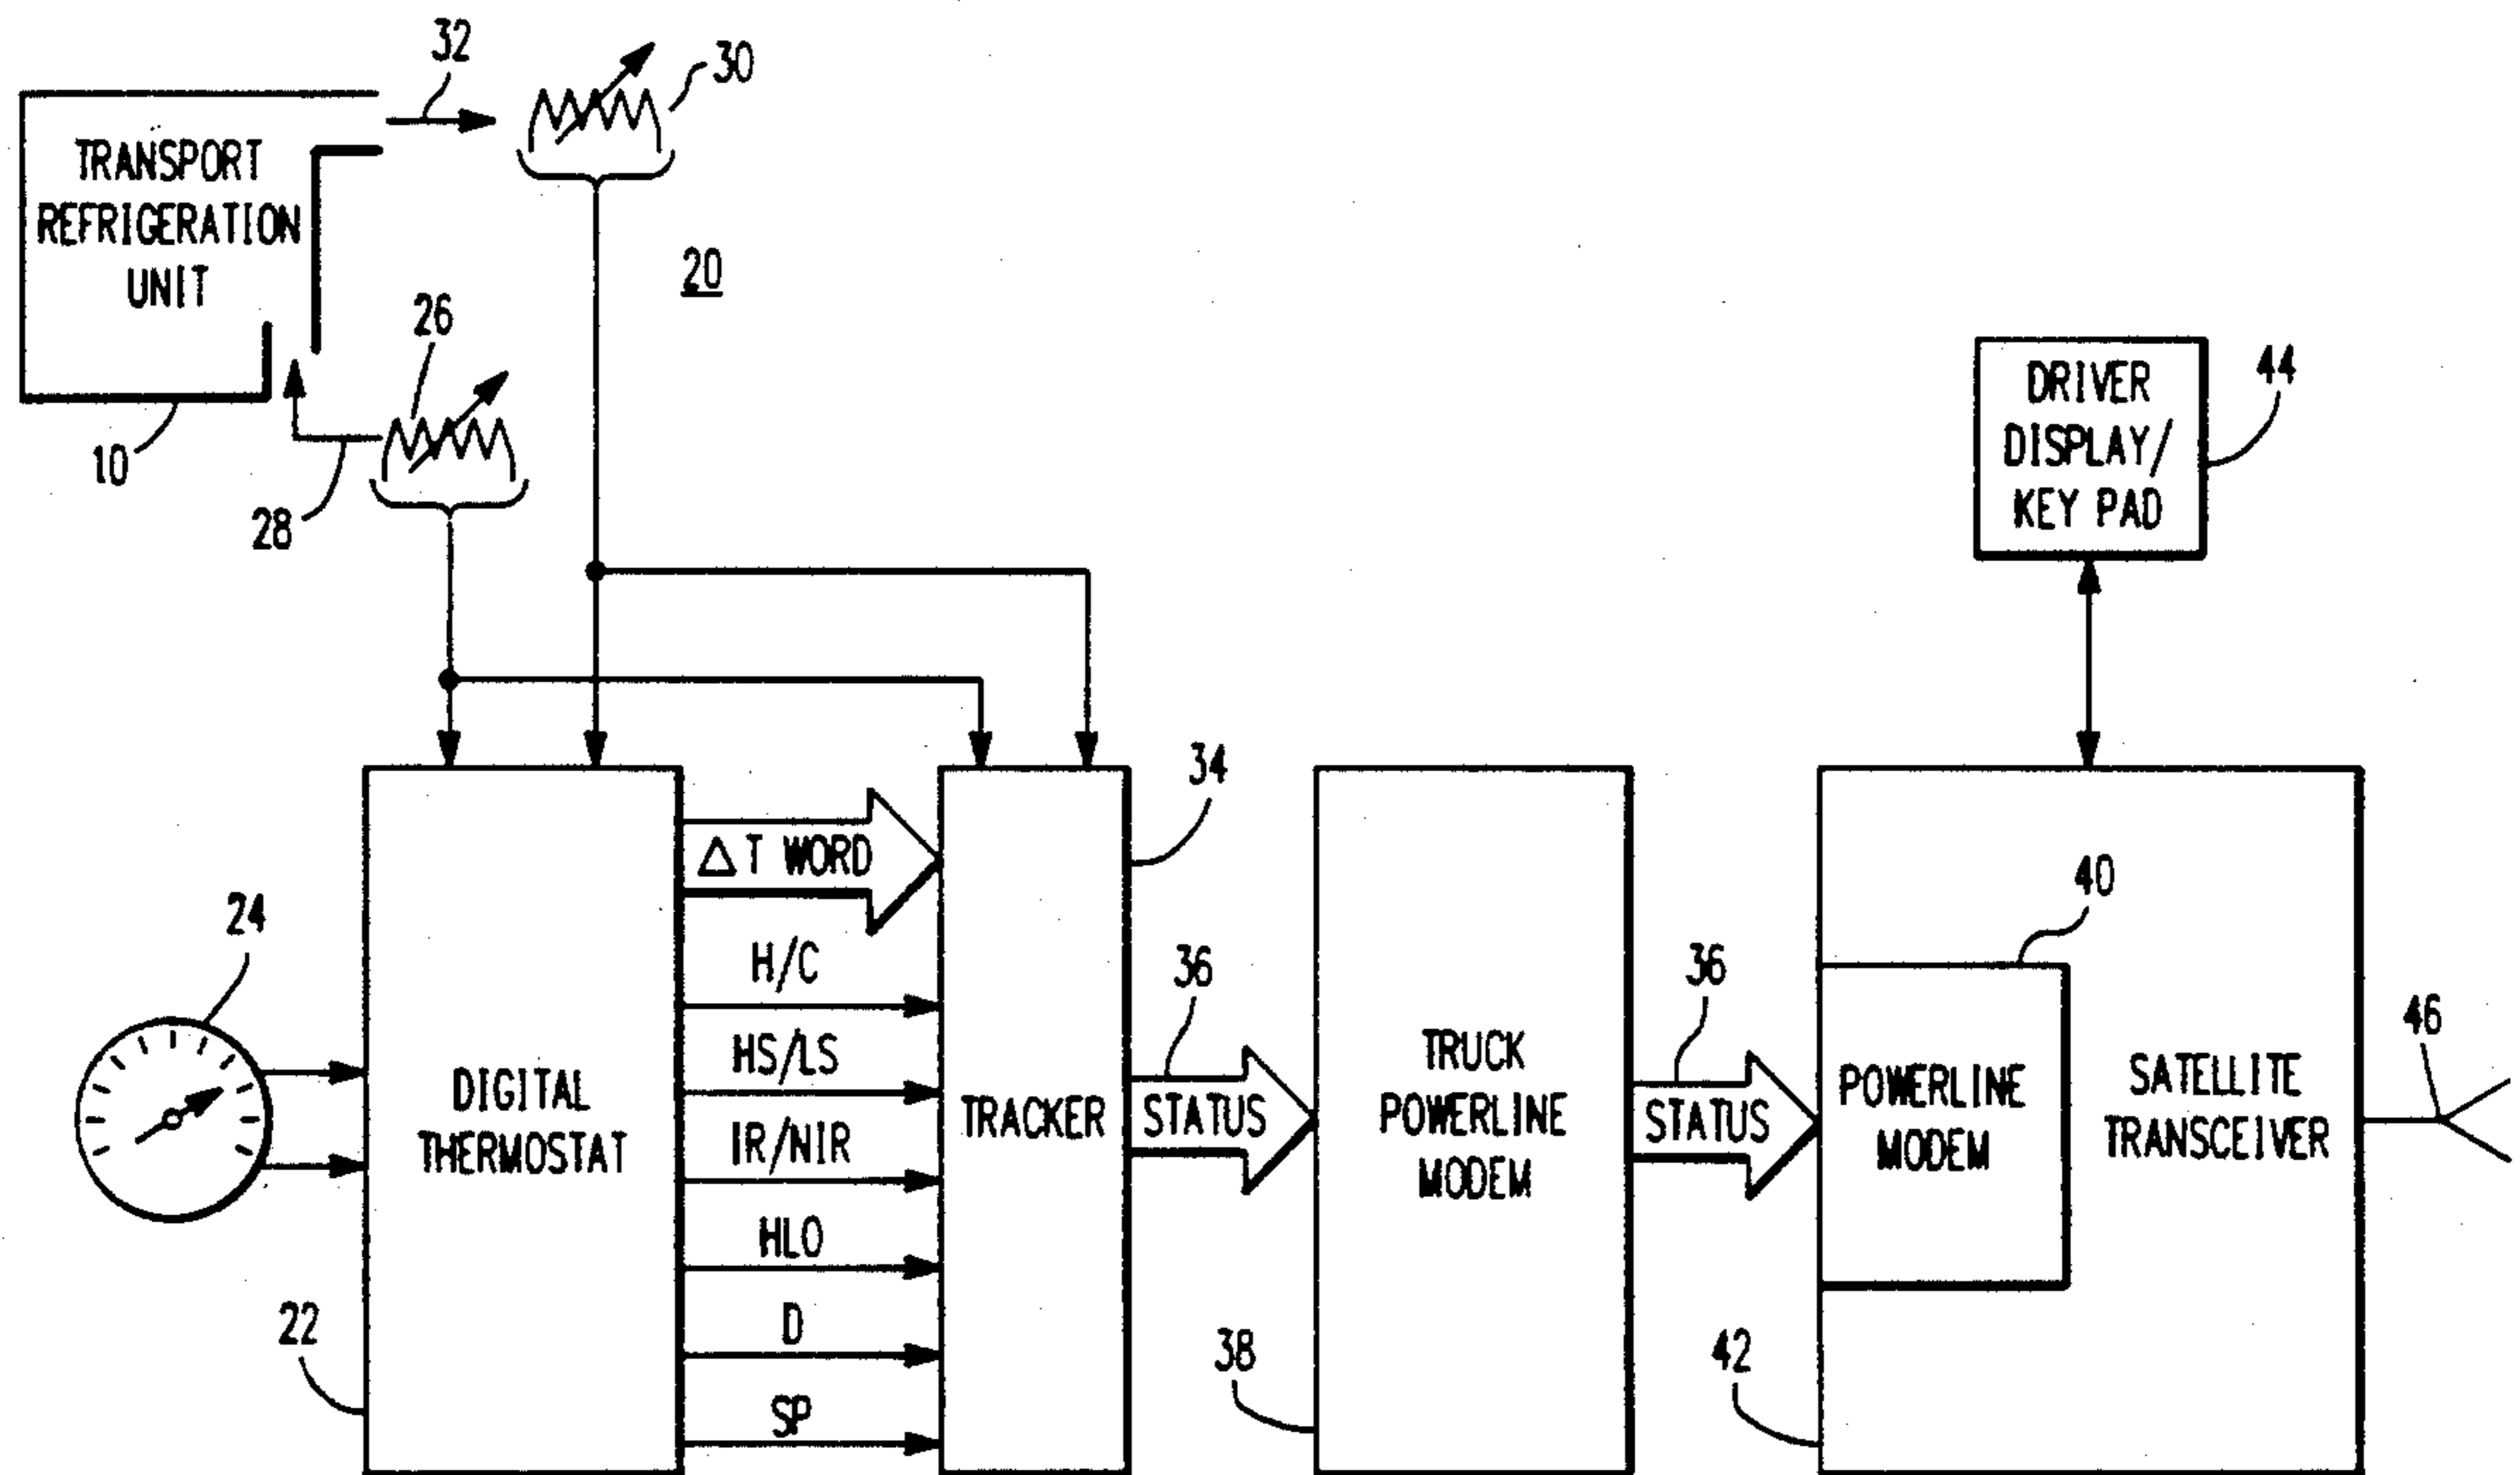 32
30
TRANSPORT
REFRIGERATION
UNIT
20
26
10
28
DRIVER
DISPLAY/
KEY PAD
44
34
ΔT WORD
24
H/C
HS/LS
IR/NIR
HLO
D
SP
DIGITAL
THERMOSTAT
22
TRACKER
36
STATUS
TRUCK
POWERLINE
MODEM
38
36
STATUS
40
POWERLINE
MODEM
SATELLITE
TRANSCEIVER
42
46